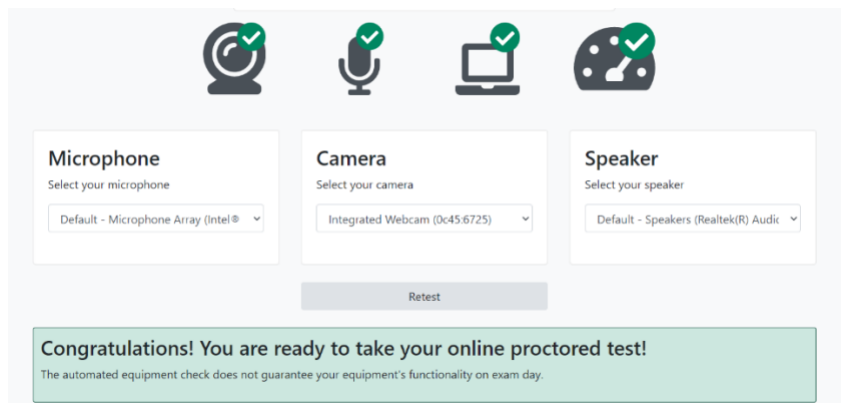 Microphone
Camera
Speaker
Select your microphone
Select your camera
Select your speaker
Default - Microphone Array (Intel®
Integrated Webcam (0c45:6725)
Default - Speakers (Realtek(R) Audic
Retest
Congratulations! You are ready to take your online proctored test!
The automated equipment check does not guarantee your equipment's functionality on exam day.